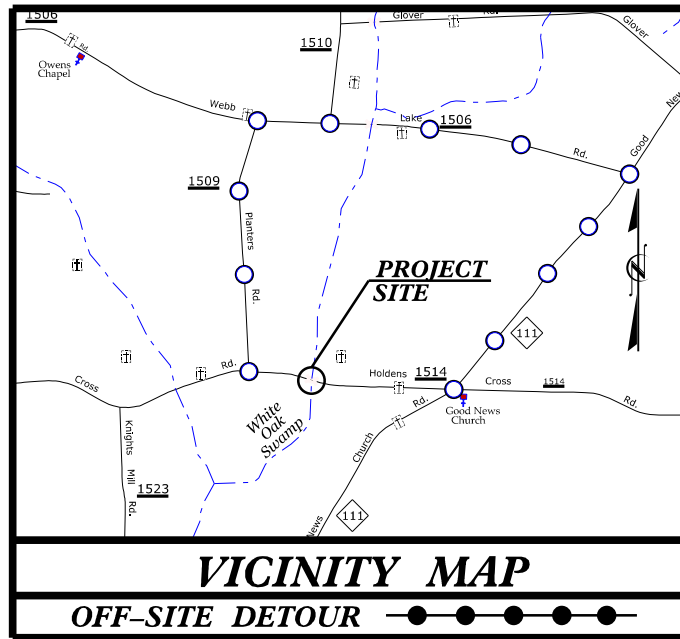 1506
Glover
Rd.
Glover
1510
Rd.
Owens
Chapel
New
Webb
Lake
1506
Good
Rd.
1509
Planters
Rd.
PROJECT
SITE
N
111
Rd.
Holdens
1514
Cross
1514
Rd.
Cross
Rd.
Good News
Church
White
Oak
Swamp
Knights
Mill
Rd.
1523
Church
News
111
VICINITY MAP
OFF–SITE DETOUR